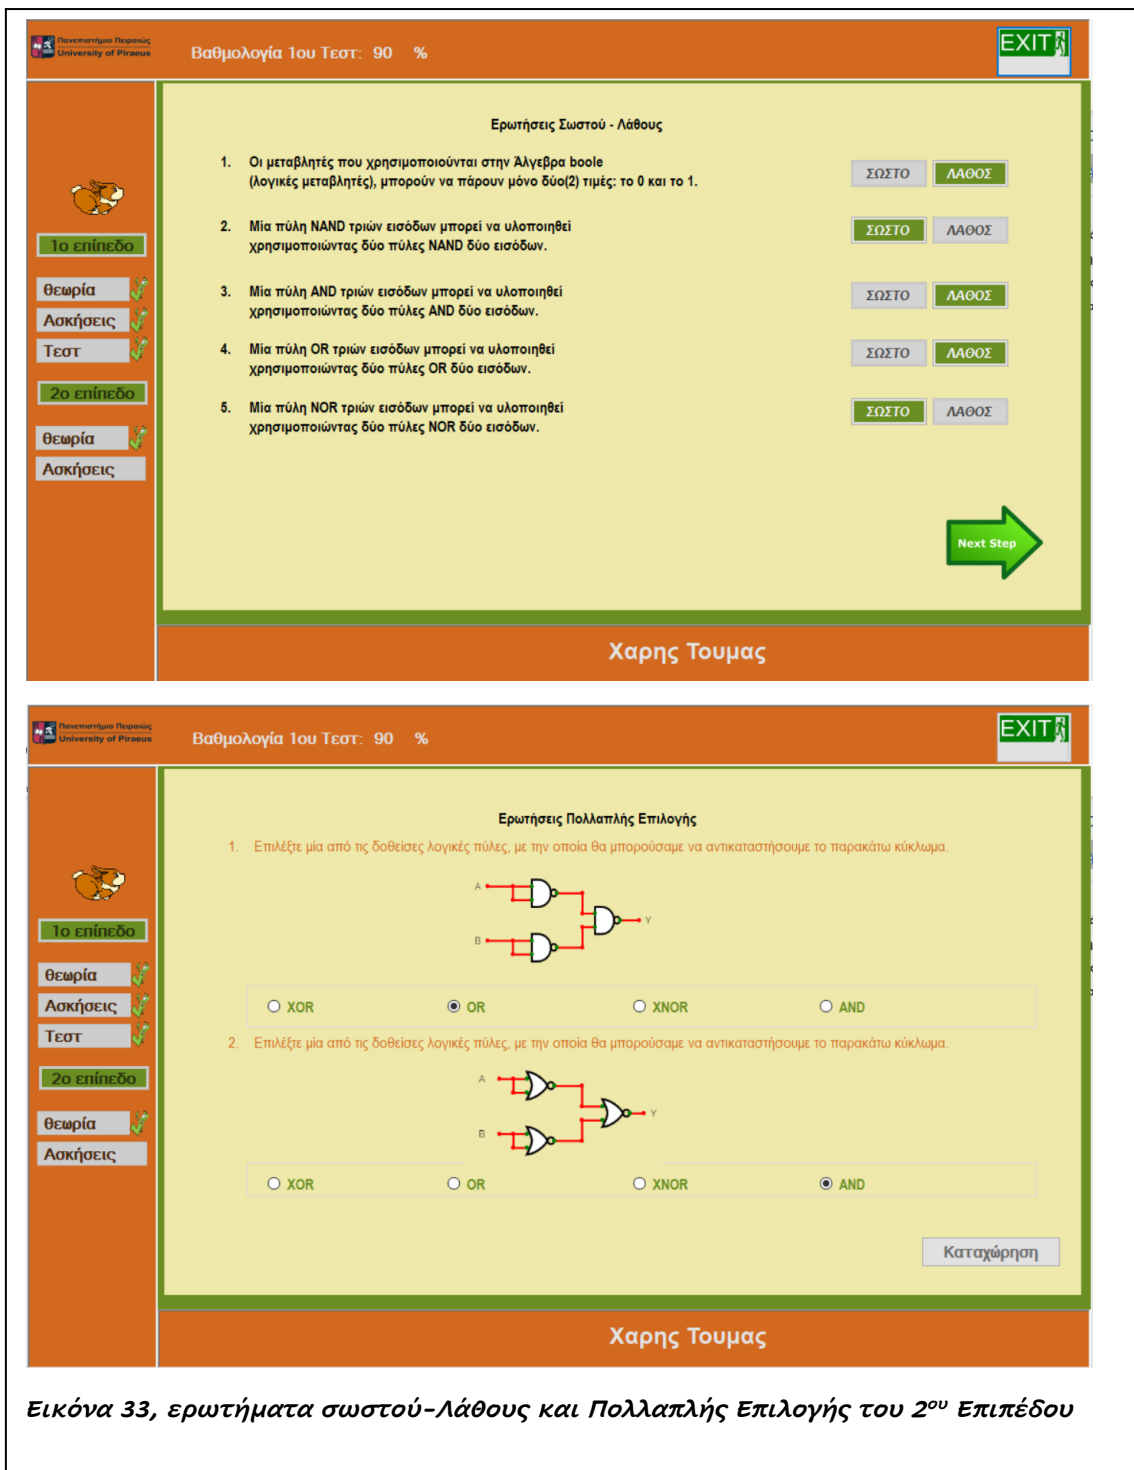 Πανεπιστήμιο Πειραιώς
University of Piraeus
Βαθμολογία 1ου Τεστ: 90 %
EXIT
Ερωτήσεις Σωστού - Λάθους
1. Οι μεταβλητές που χρησιμοποιούνται στην Άλγεβρα boole
(λογικές μεταβλητές), μπορούν να πάρουν μόνο δύο(2) τιμές: το 0 και το 1.
ΣΩΣΤΟ ΛΑΘΟΣ
2. Μία πύλη NAND τριών εισόδων μπορεί να υλοποιηθεί
χρησιμοποιώντας δύο πύλες NAND δύο εισόδων.
ΣΩΣΤΟ ΛΑΘΟΣ
3. Μία πύλη AND τριών εισόδων μπορεί να υλοποιηθεί
χρησιμοποιώντας δύο πύλες AND δύο εισόδων.
ΣΩΣΤΟ ΛΑΘΟΣ
4. Μία πύλη OR τριών εισόδων μπορεί να υλοποιηθεί
χρησιμοποιώντας δύο πύλες OR δύο εισόδων.
ΣΩΣΤΟ ΛΑΘΟΣ
5. Μία πύλη NOR τριών εισόδων μπορεί να υλοποιηθεί
χρησιμοποιώντας δύο πύλες NOR δύο εισόδων.
ΣΩΣΤΟ ΛΑΘΟΣ
1ο επίπεδο
θεωρία
Ασκήσεις
Τεστ
2ο επίπεδο
θεωρία
Ασκήσεις
Next Step
Χαρης Τουμας
Πανεπιστήμιο Πειραιώς
University of Piraeus
Βαθμολογία 1ου Τεστ: 90 %
EXIT
Ερωτήσεις Πολλαπλής Επιλογής
1. Επιλέξτε μία από τις δοθείσες λογικές πύλες, με την οποία θα μπορούσαμε να αντικαταστήσουμε το παρακάτω κύκλωμα.
A
Y
B
XOR OR XNOR AND
2. Επιλέξτε μία από τις δοθείσες λογικές πύλες, με την οποία θα μπορούσαμε να αντικαταστήσουμε το παρακάτω κύκλωμα.
A
Y
B
XOR OR XNOR AND
1ο επίπεδο
θεωρία
Ασκήσεις
Τεστ
2ο επίπεδο
θεωρία
Ασκήσεις
Καταχώρηση
Χαρης Τουμας
Εικόνα 33, ερωτήματα σωστού-Λάθους και Πολλαπλής Επιλογής του 2ου Επιπέδου